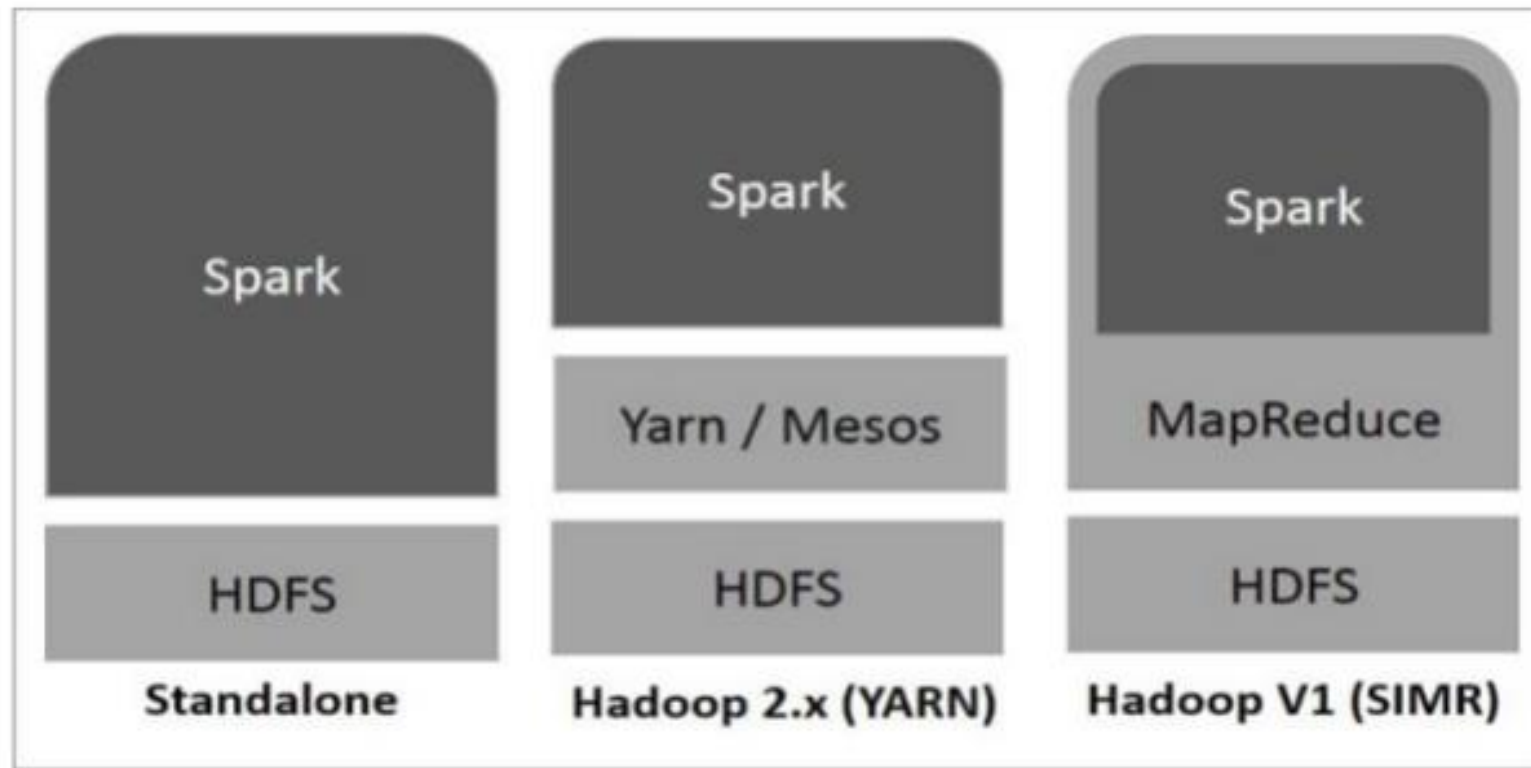 Spark
HDFS
Standalone
Spark
Yarn / Mesos
HDFS
Hadoop 2.x (YARN)
Spark
MapReduce
HDFS
Hadoop V1 (SIMR)